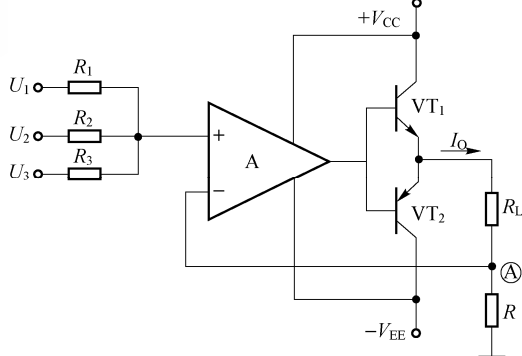 +V_CC
U_1
R_1
VT_1
U_2
R_2
+
A
I_O
U_3
R_3
−
VT_2
R_L
Ⓐ
R
−V_EE